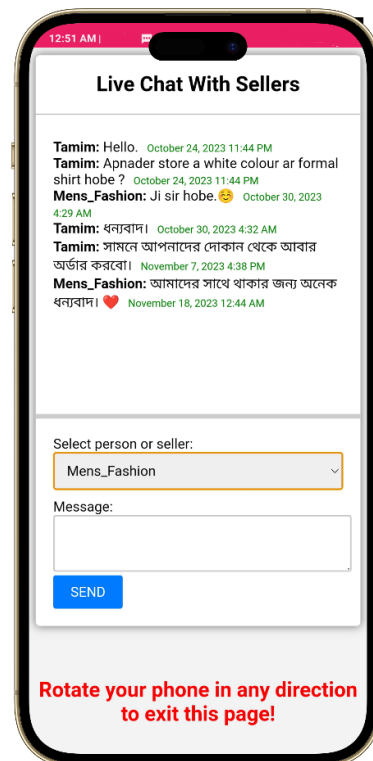 12:51 AM |
Live Chat With Sellers
Tamim: Hello. October 24, 2023 11:44 PM
Tamim: Apnader store a white colour ar formal
shirt hobe ? October 24, 2023 11:44 PM
Mens_Fashion: Ji sir hobe.☺️ October 30, 2023
4:29 AM
Tamim: ধন্যবাদ। October 30, 2023 4:32 AM
Tamim: সামনে আপনাদের দোকান থেকে আবার
অর্ডার করবো। November 7, 2023 4:38 PM
Mens_Fashion: আমাদের সাথে থাকার জন্য অনেক
ধন্যবাদ। ❤️ November 18, 2023 12:44 AM
Select person or seller:
Mens_Fashion
Message:
SEND
Rotate your phone in any direction
to exit this page!